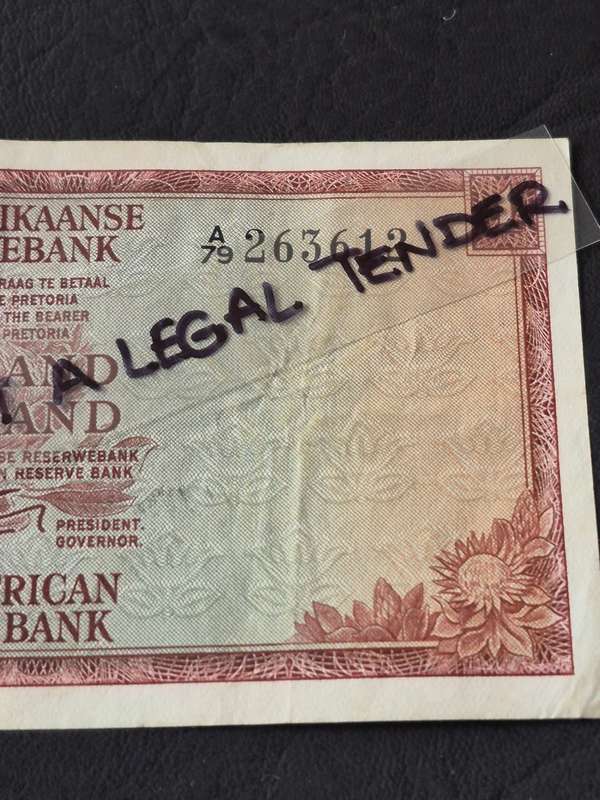 IKAANSE
EBANK
A
79 263612
RAAG TE BETAAL
E PRETORIA
THE BEARER
PRETORIA
A LEGAL TENDER.
AND
AND
SE RESERWEBANK
N RESERVE BANK
PRESIDENT.
GOVERNOR.
RICAN
BANK